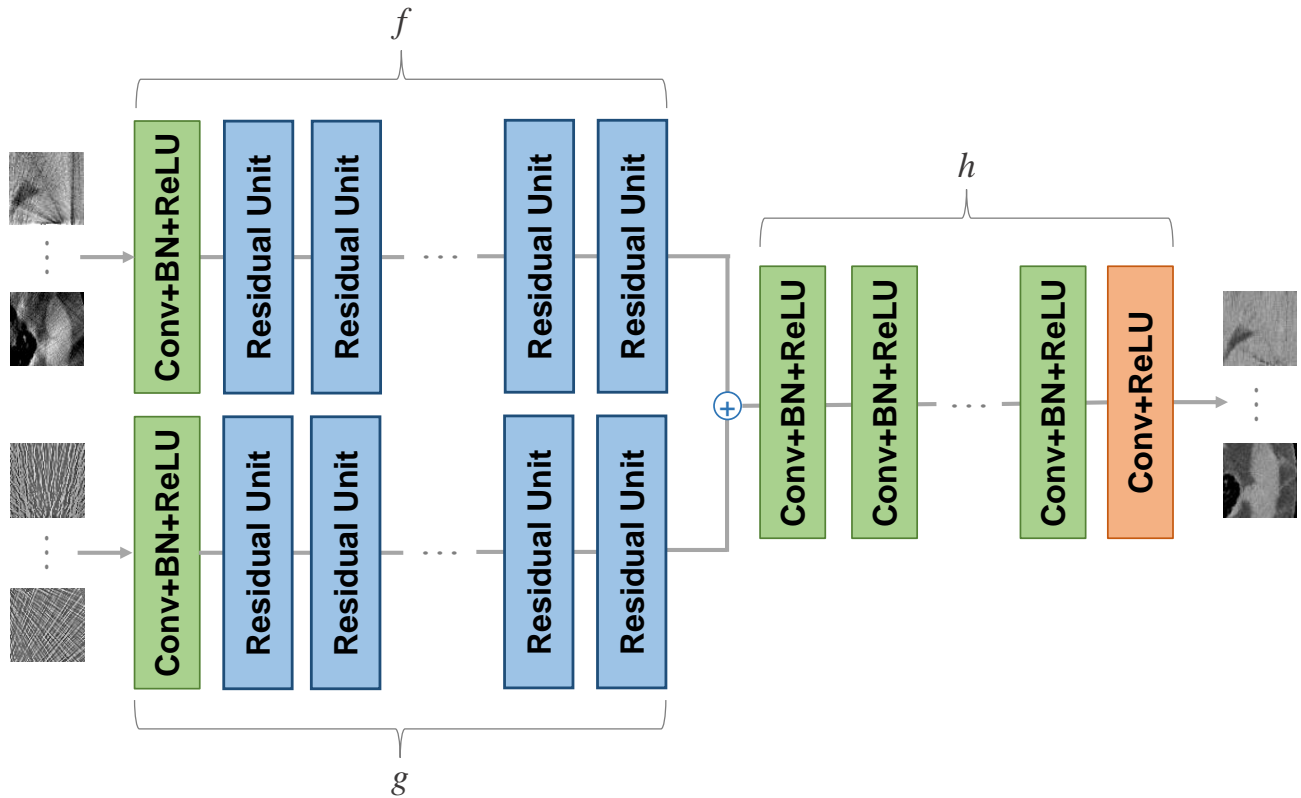 f
Conv+BN+ReLU
Residual Unit
Residual Unit
...
Residual Unit
Residual Unit
g
Conv+BN+ReLU
Residual Unit
Residual Unit
...
Residual Unit
Residual Unit
+
h
Conv+BN+ReLU
Conv+BN+ReLU
...
Conv+BN+ReLU
Conv+ReLU